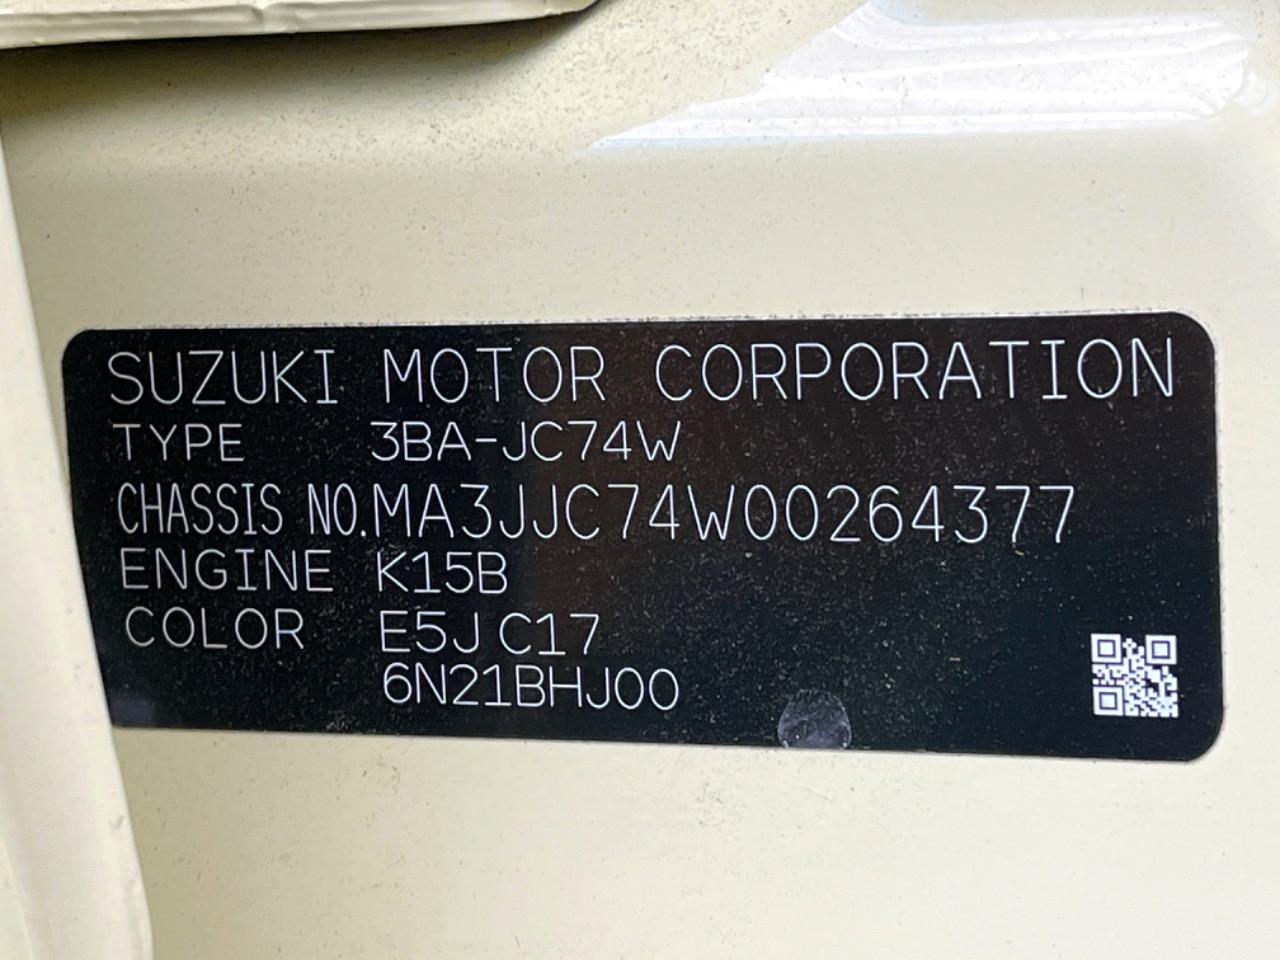 SUZUKI MOTOR CORPORATION
TYPE 3BA-JC74W
CHASSIS NO. MA3JJC74W00264377
ENGINE K15B
COLOR E5J C17
6N21BHJ00